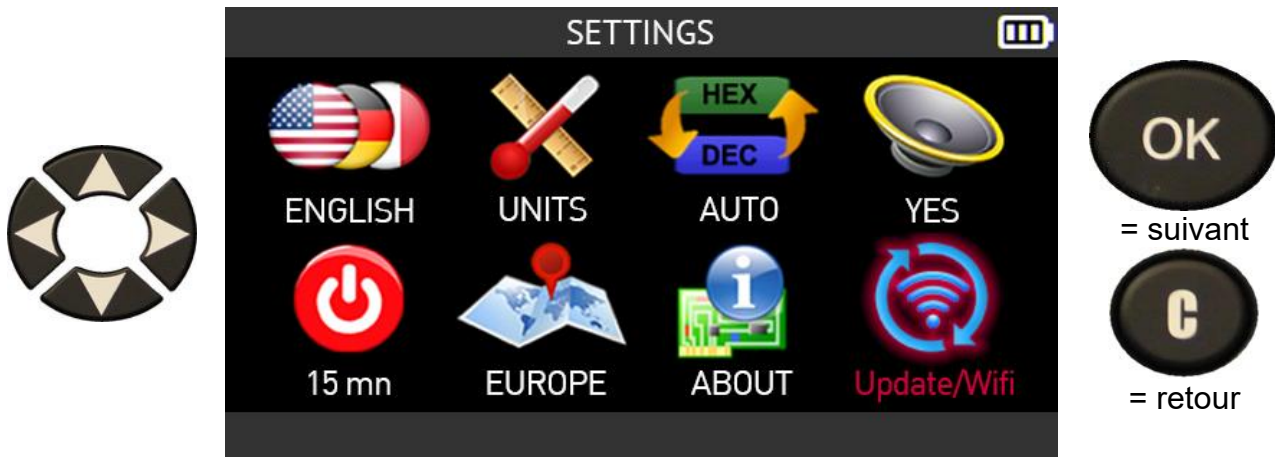 SETTINGS
HEX
DEC
ENGLISH
UNITS
AUTO
YES
15 mn
EUROPE
ABOUT
Update/Wifi
OK
= suivant
C
= retour